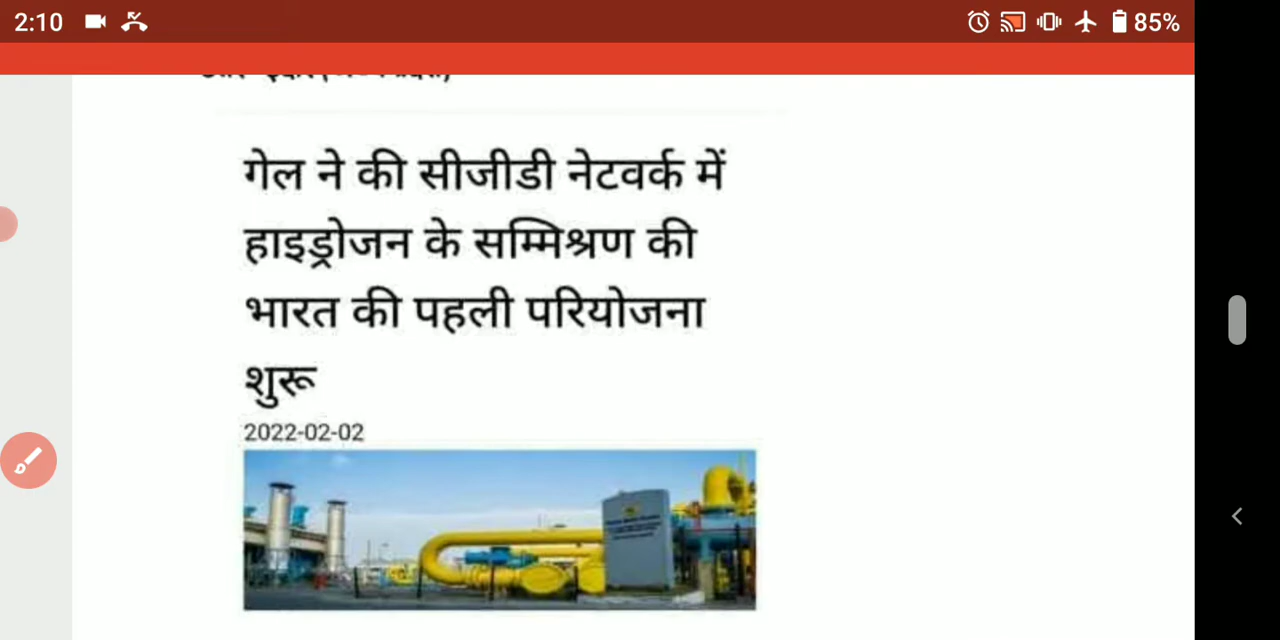 2:10
85%
गेल ने की सीजीडी नेटवर्क में
हाइड्रोजन के सम्मिश्रण की
भारत की पहली परियोजना
शुरू
2022-02-02